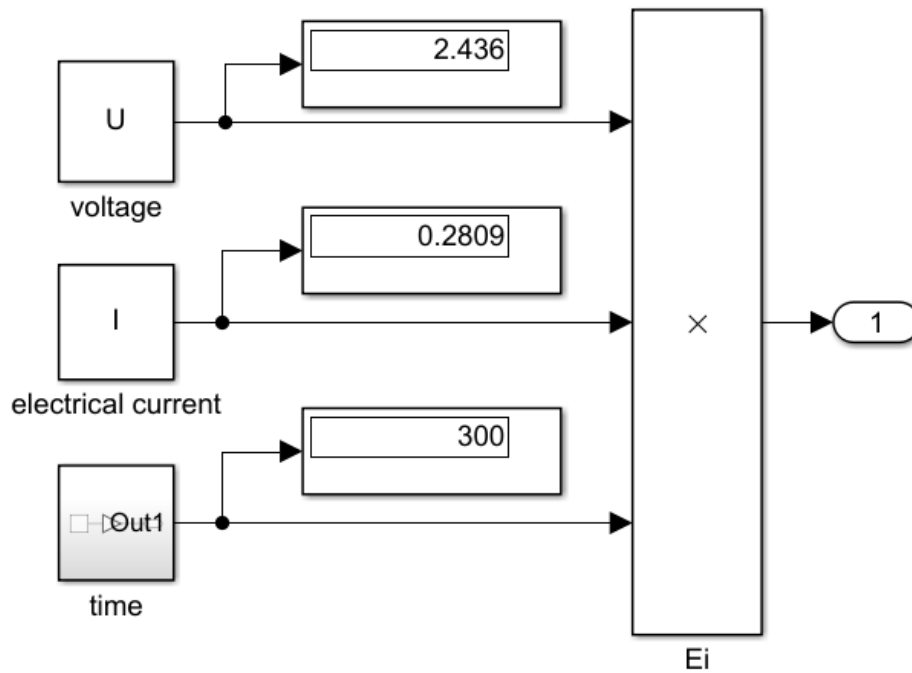 2.436
U
voltage
0.2809
I
electrical current
×
1
300
Out1
time
Ei